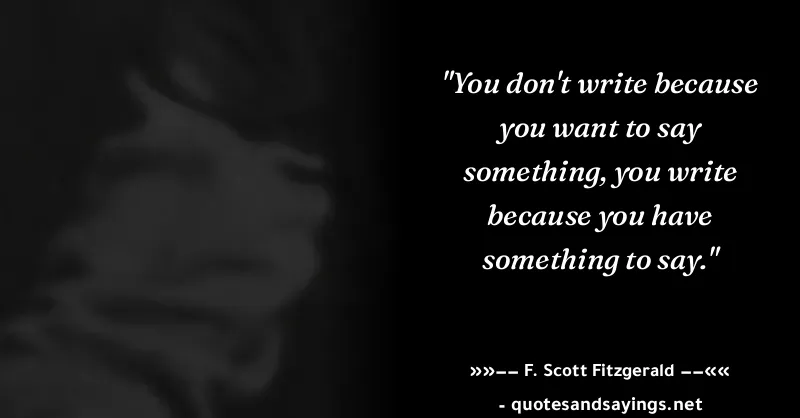 "You don't write because
you want to say
something, you write
because you have
something to say."
»»−− F. Scott Fitzgerald −−««
- quotesandsayings.net